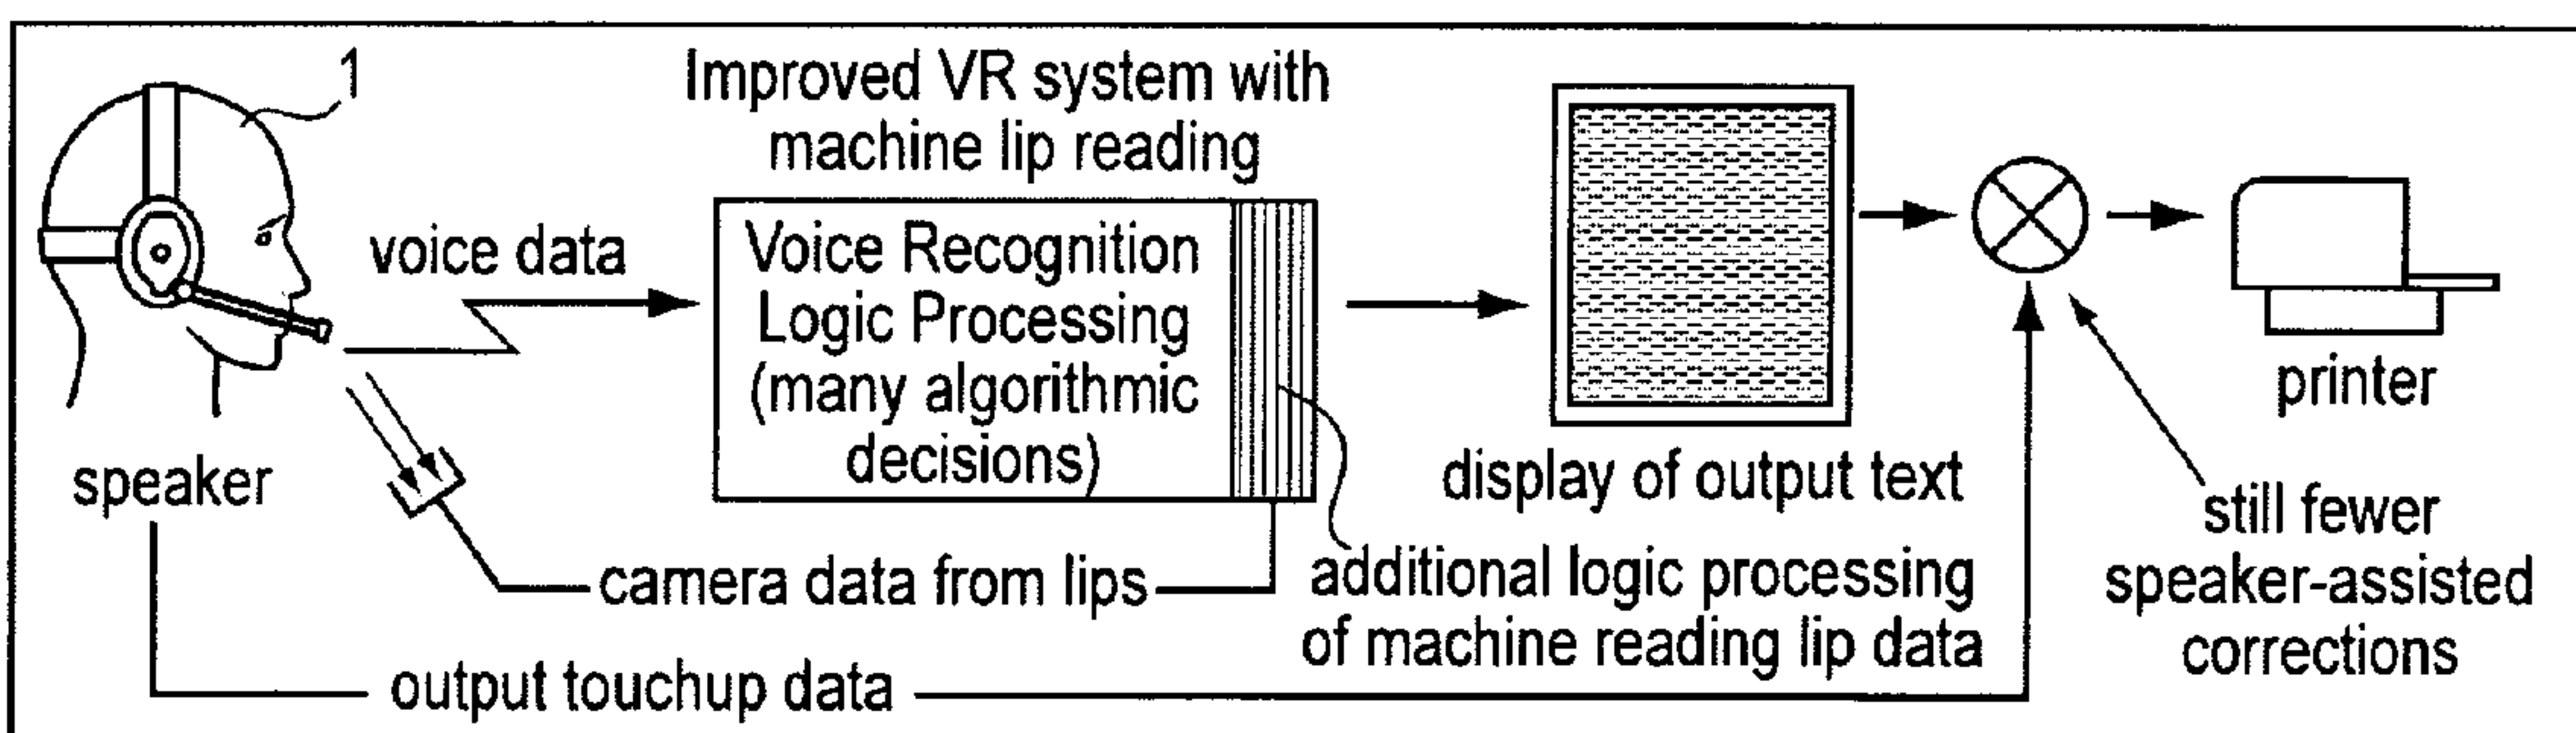 1
Improved VR system with
machine lip reading
voice data
Voice Recognition
Logic Processing
(many algorithmic
decisions)
speaker
camera data from lips
output touchup data
display of output text
additional logic processing
of machine reading lip data
printer
still fewer
speaker-assisted
corrections